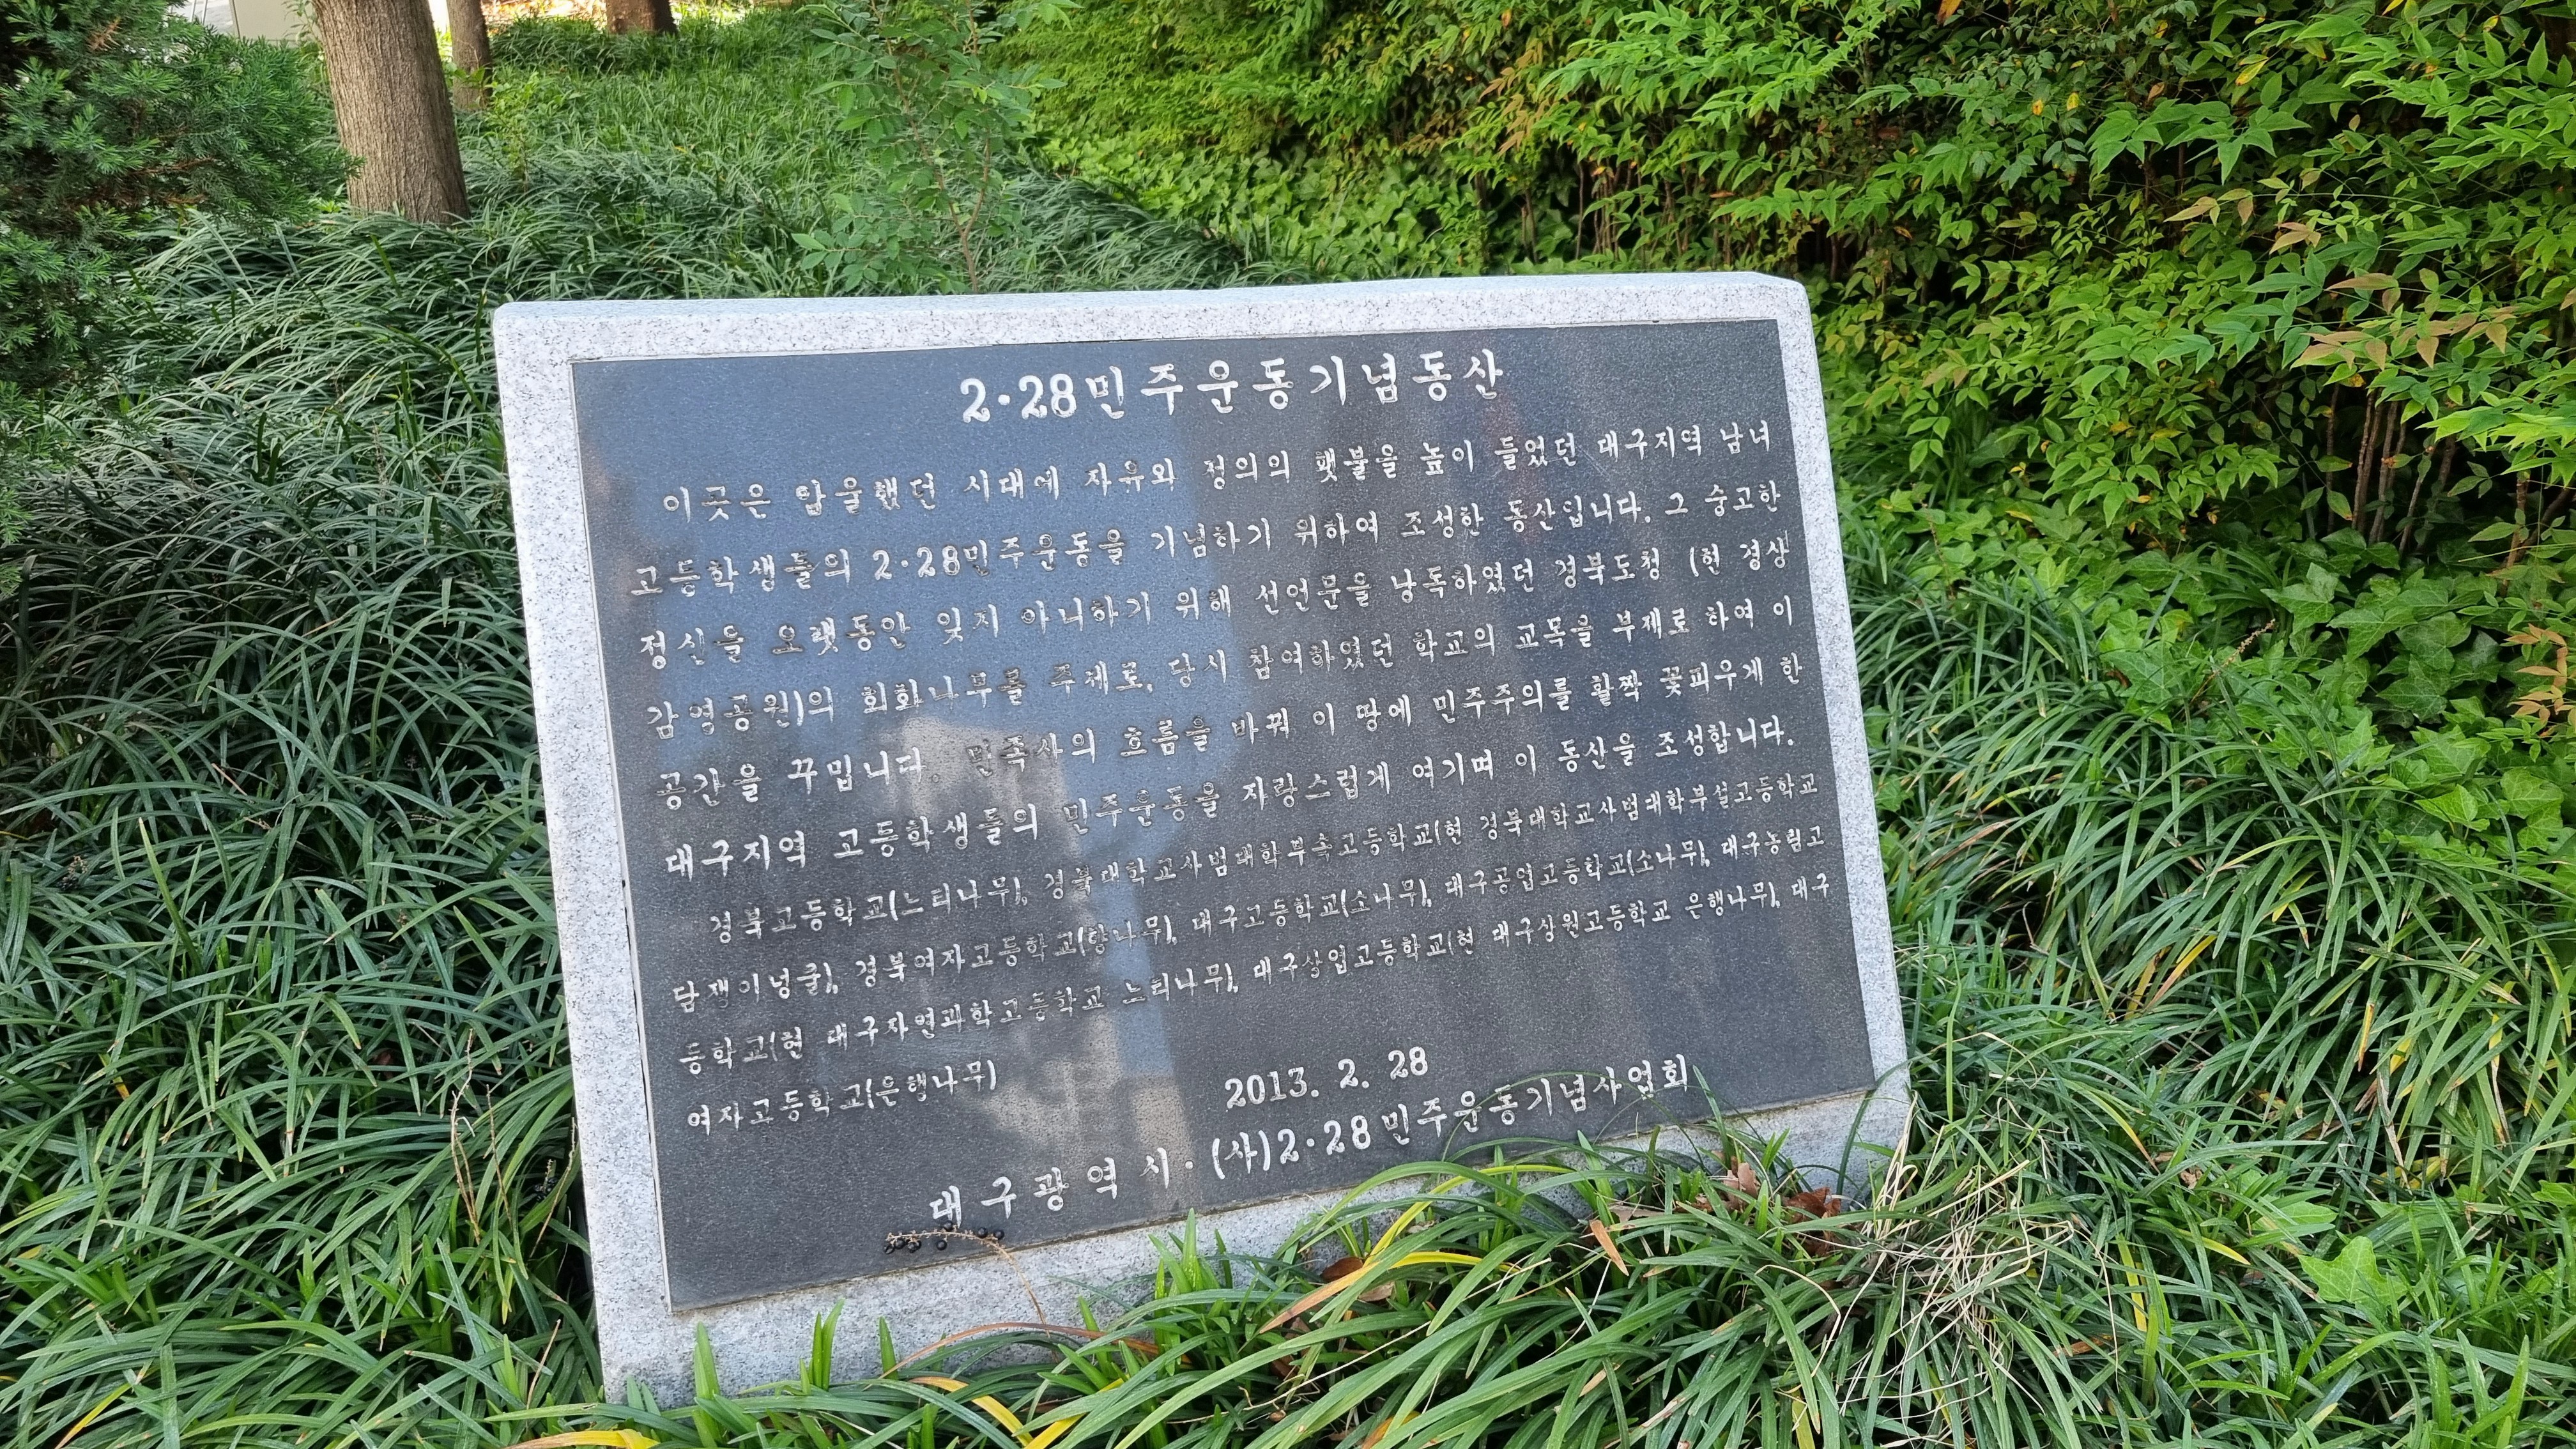 2·28민주운동기념동산
이곳은 암울했던 시대에 자유와 정의의 횃불을 높이 들었던 대구지역 남녀
고등학생들의 2·28민주운동을 기념하기 위하여 조성한 동산입니다. 그 숭고한
정신을 오랫동안 잊지 아니하기 위해 선언문을 낭독하였던 경북도청 (현 경상
감영공원)의 회화나무를 주제로, 당시 참여하였던 학교의 교목을 부제로 하여 이
공간을 꾸밉니다. 민족사의 흐름을 바꿔 이 땅에 민주주의를 활짝 꽃피우게 한
대구지역 고등학생들의 민주운동을 자랑스럽게 여기며 이 동산을 조성합니다.
경북고등학교(느티나무), 경북대학교사범대학부속고등학교(현 경북대학교사범대학부설고등학교
담쟁이넝쿨), 경북여자고등학교(향나무), 대구고등학교(소나무), 대구공업고등학교(소나무), 대구농림고
등학교(현 대구자연과학고등학교 느티나무), 대구상업고등학교(현 대구상원고등학교 은행나무), 대구
여자고등학교(은행나무)
2013. 2. 28
대구광역시·(사)2·28민주운동기념사업회